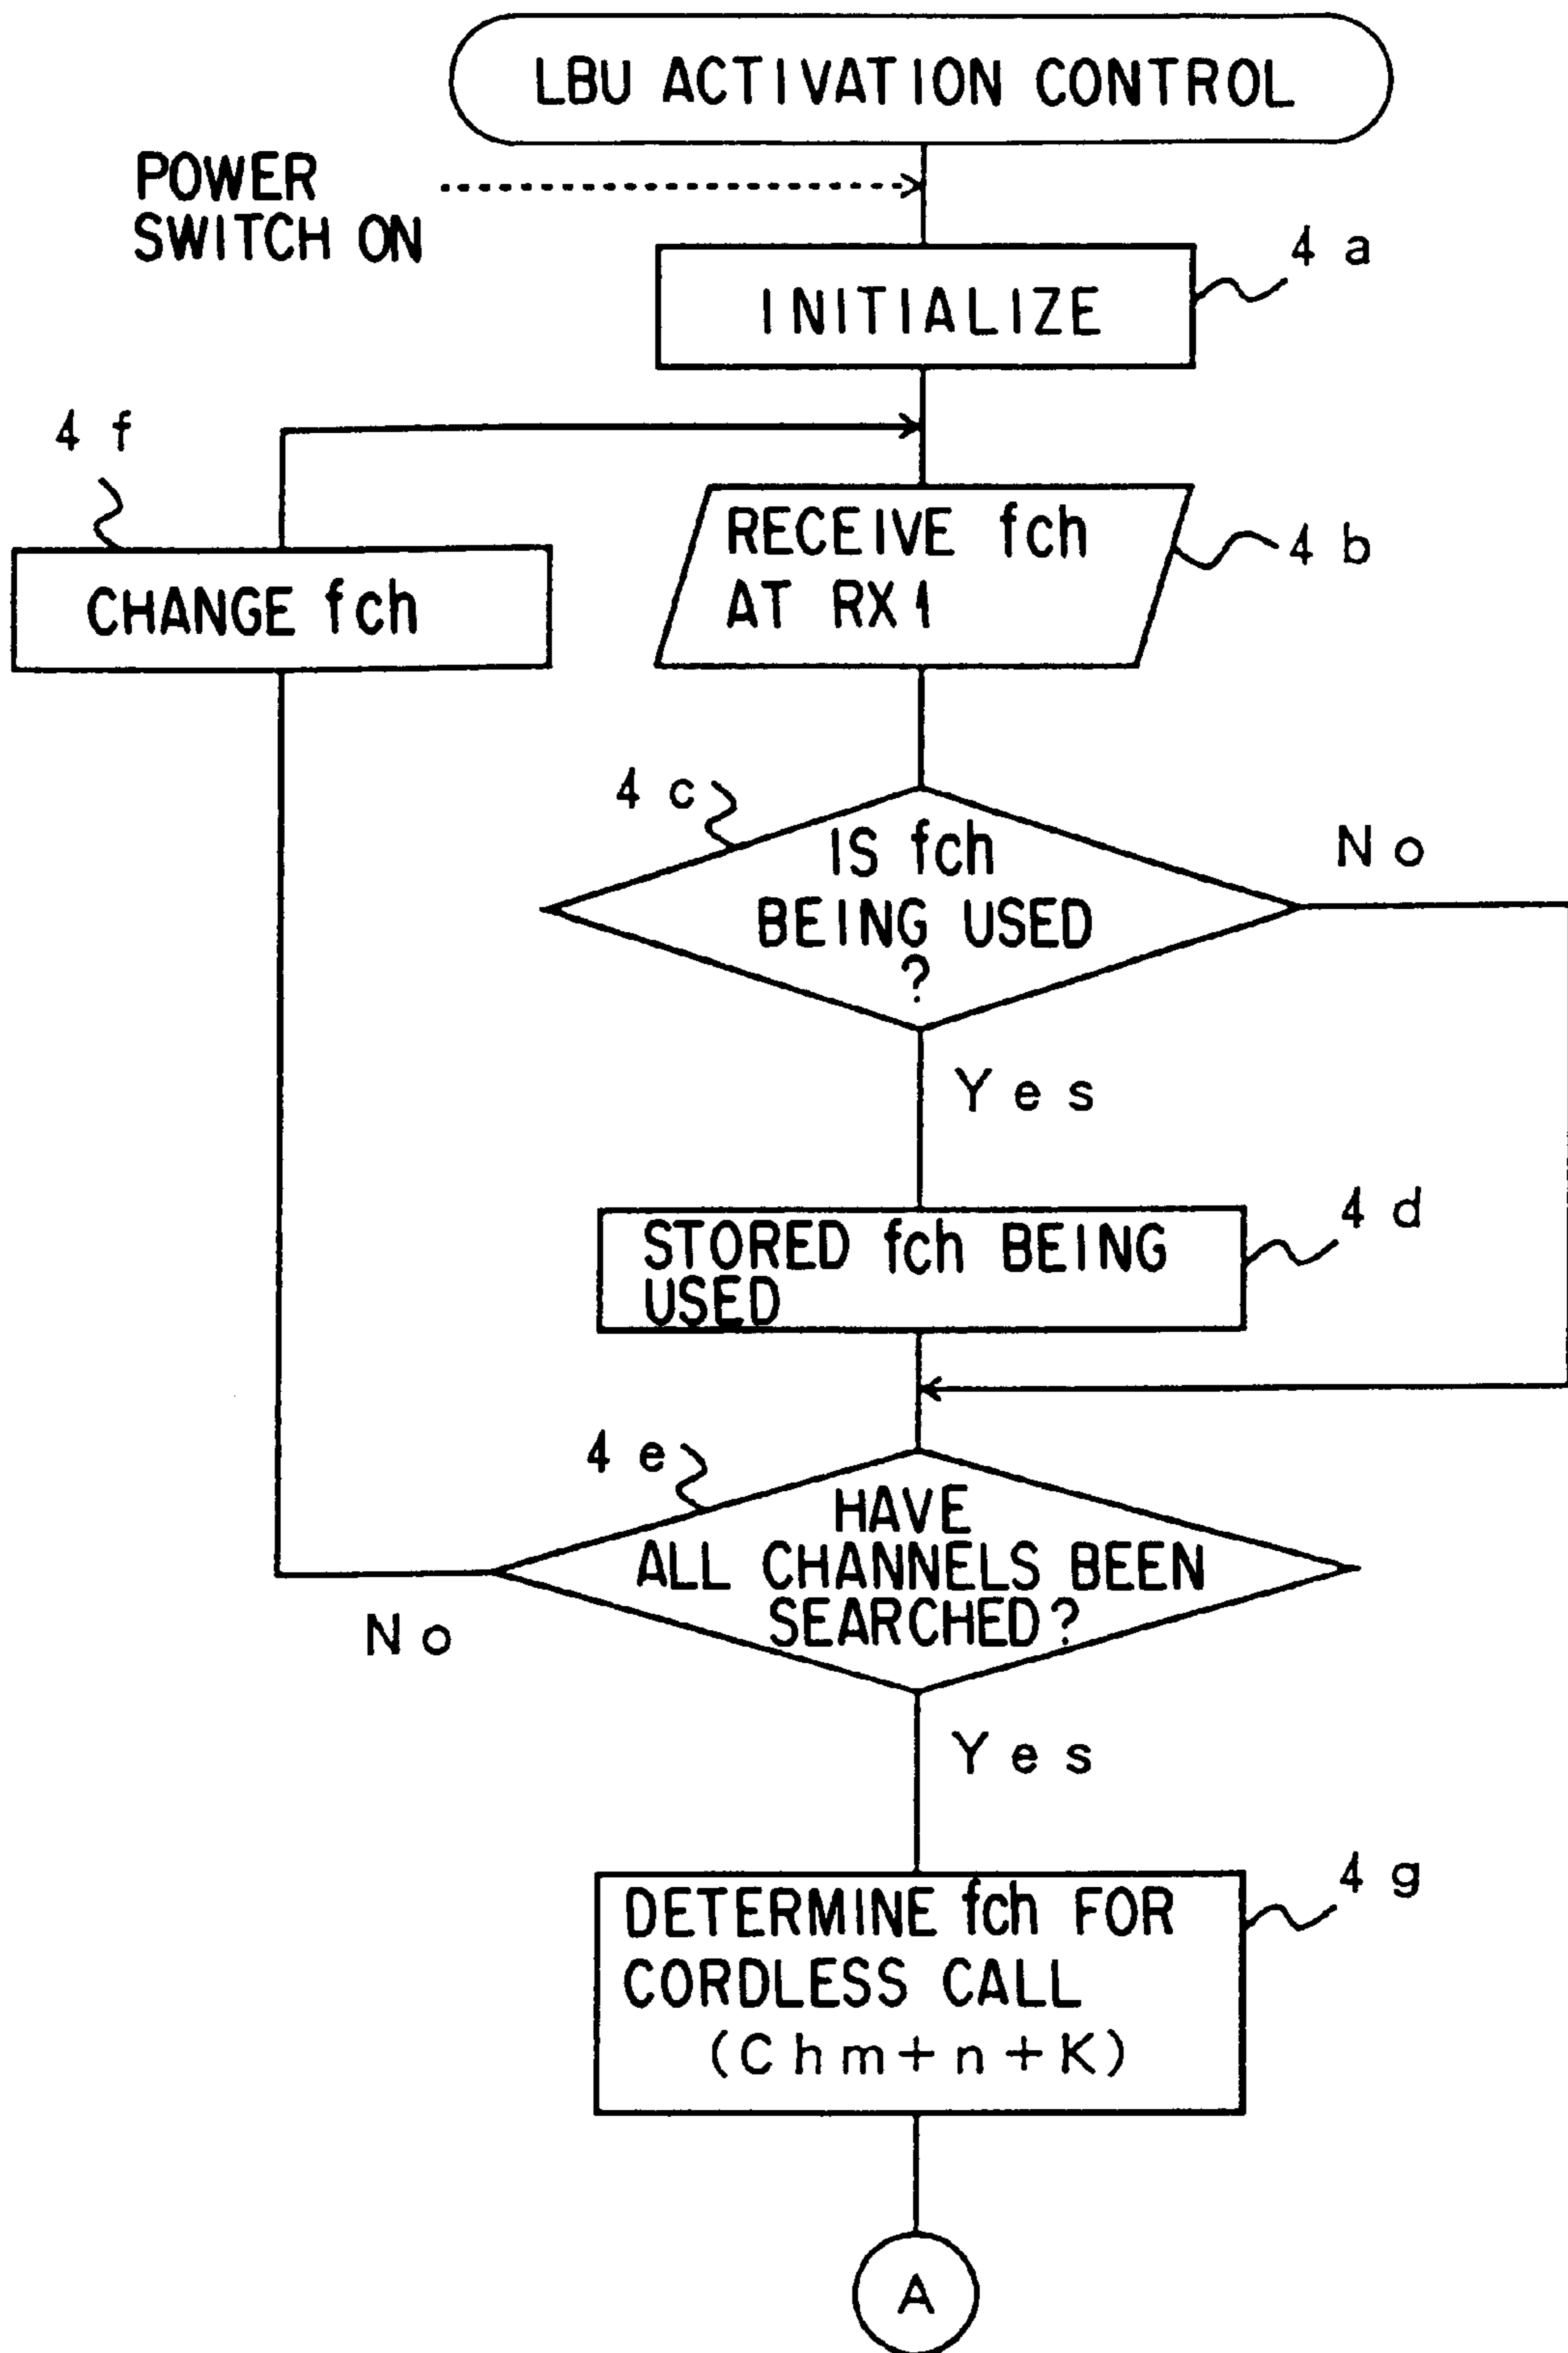 LBU ACTIVATION CONTROL
POWER
SWITCH ON
4a
INITIALIZE
4f
RECEIVE fch
AT RX1
4b
CHANGE fch
4c
IS fch
BEING USED
?
No
Yes
4d
STORED fch BEING
USED
4e
HAVE
ALL CHANNELS BEEN
SEARCHED?
No
Yes
4g
DETERMINE fch FOR
CORDLESS CALL
(Chm+n+K)
A